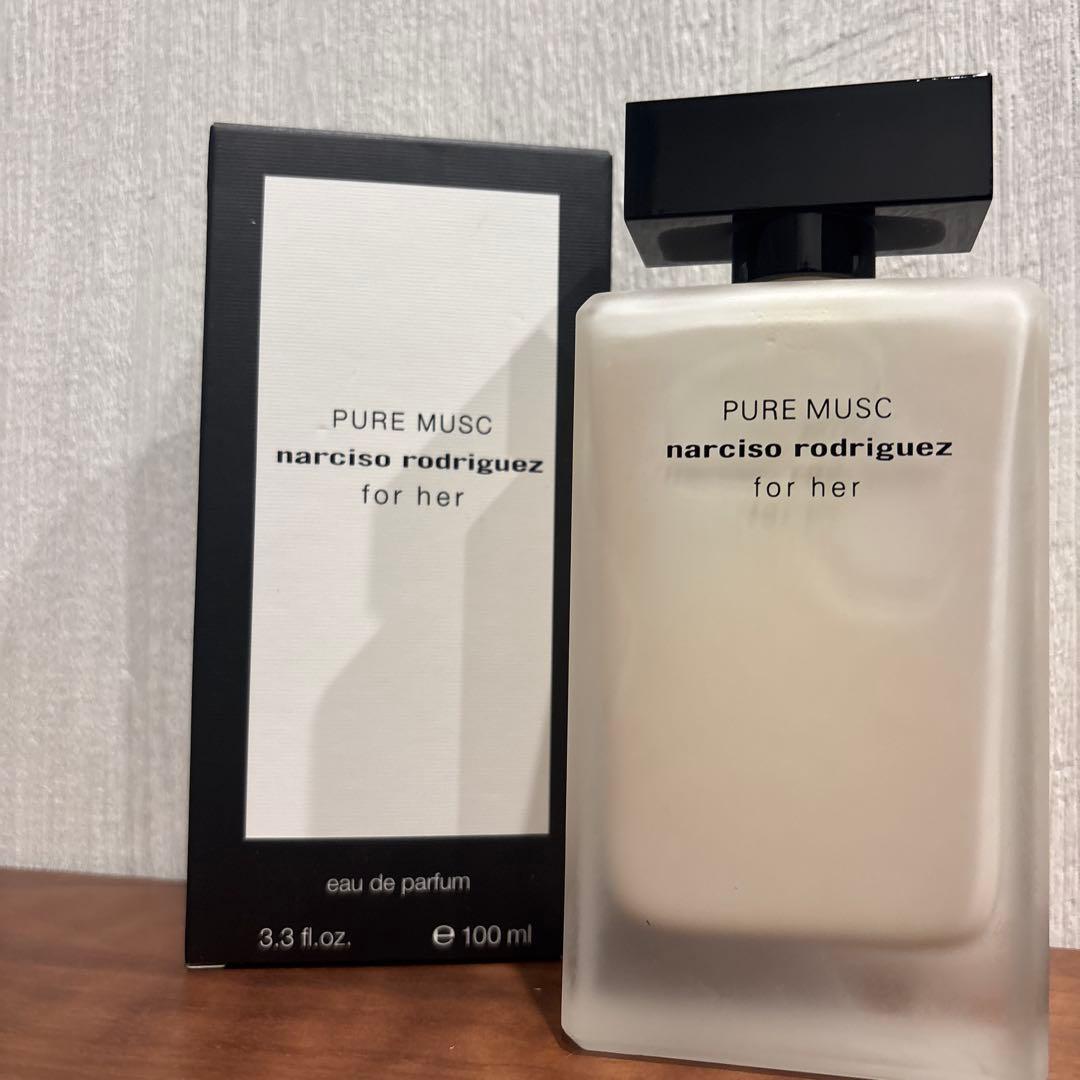 PURE MUSC
narciso rodriguez
for her
eau de parfum
3.3 fl.oz. ℮ 100 ml
PURE MUSC
narciso rodriguez
for her